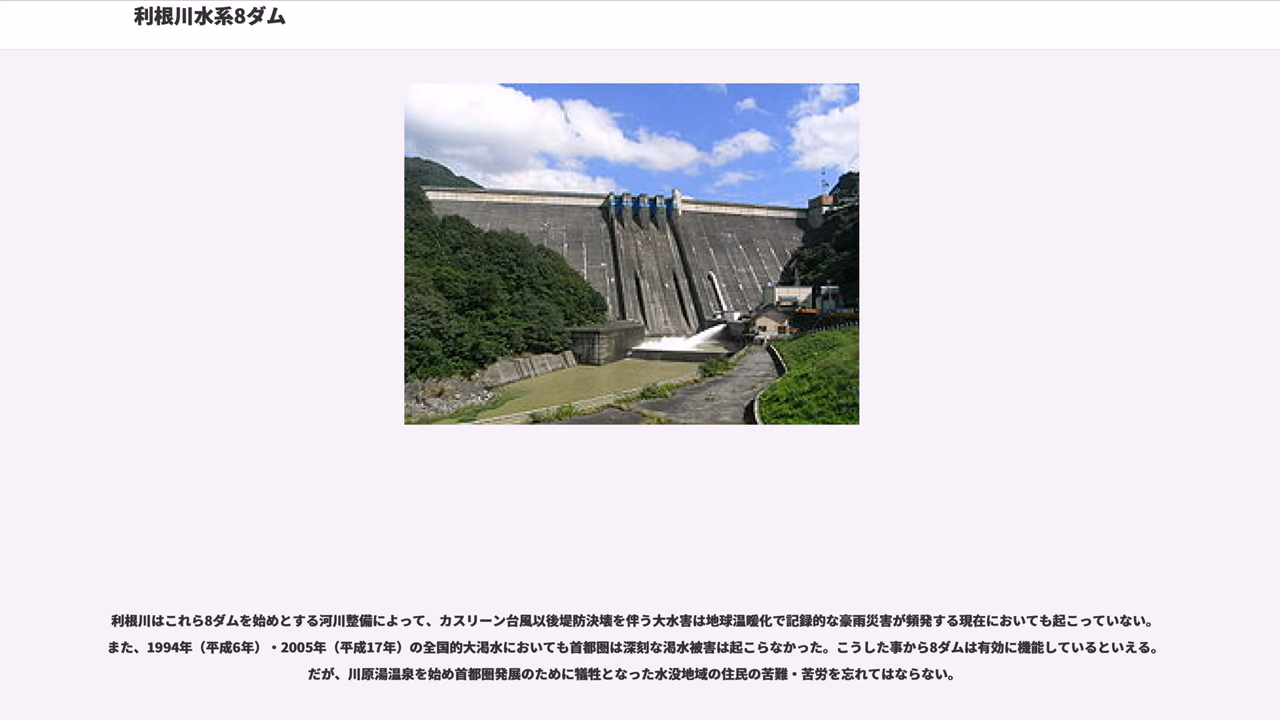 利根川水系8ダム
利根川はこれら8ダムを始めとする河川整備によって、カスリーン台風以後堤防決壊を伴う大水害は地球温暖化で記録的な豪雨災害が頻発する現在においても起こっていない。
また、1994年（平成6年）・2005年（平成17年）の全国的大渇水においても首都圏は深刻な渇水被害は起こらなかった。こうした事から8ダムは有効に機能しているといえる。
だが、川原湯温泉を始め首都圏発展のために犠牲となった水没地域の住民の苦難・苦労を忘れてはならない。